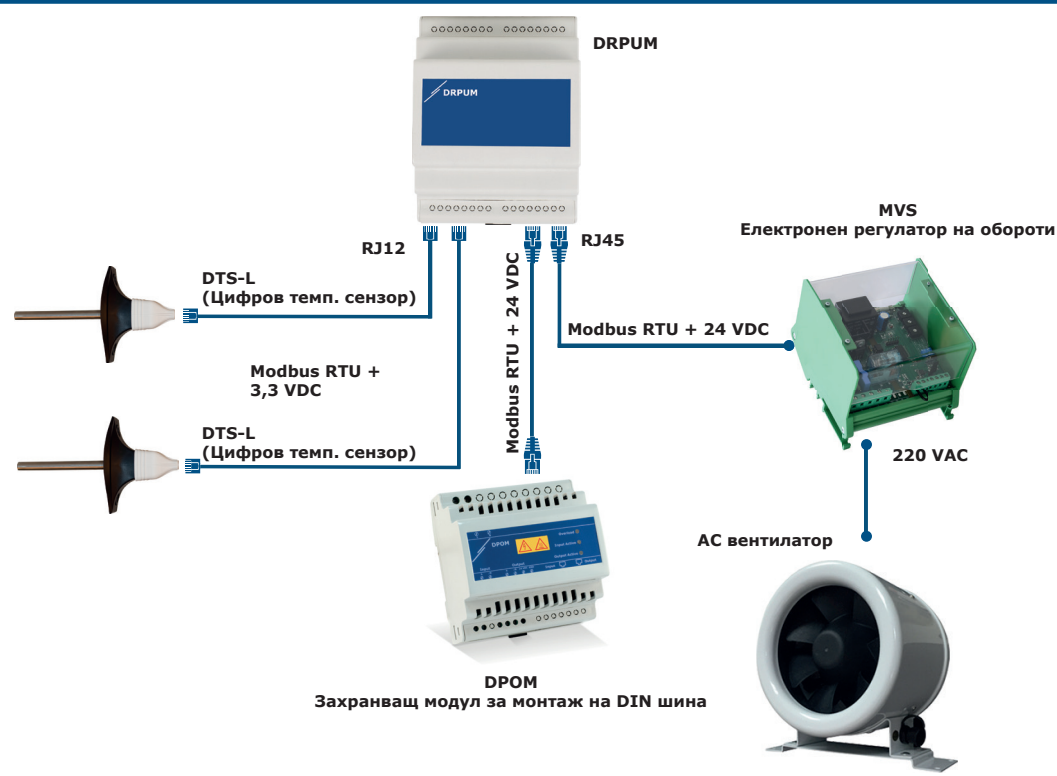 DRPUM
DRPUM
RJ12
RJ45
MVS
Електронен регулатор на обороти
DTS-L
(Цифров темп. сензор)
Modbus RTU + 24 VDC
Modbus RTU + 24 VDC
Modbus RTU +
3,3 VDC
DTS-L
(Цифров темп. сензор)
220 VAC
DPOM
АС вентилатор
DPOM
Захранващ модул за монтаж на DIN шина